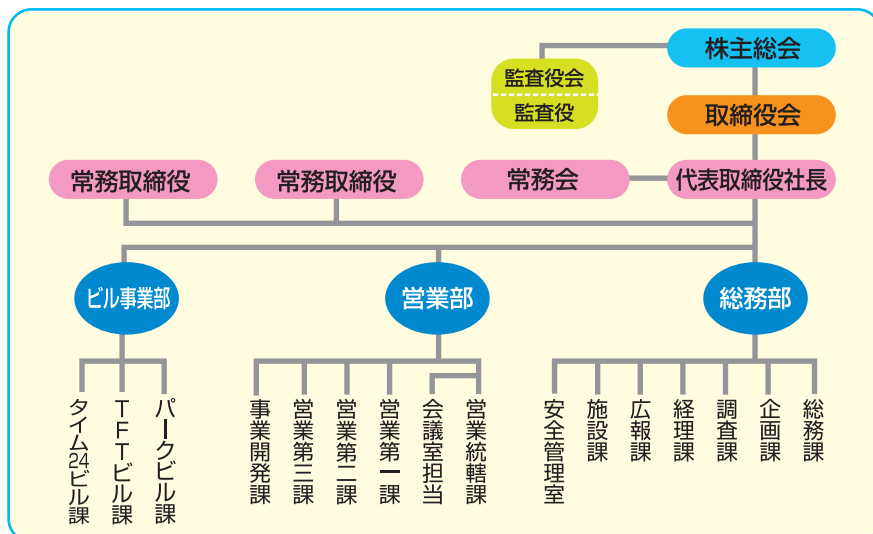 株主総会
監査役会
監査役
取締役会
常務取締役
常務取締役
常務会
代表取締役社長
ビル事業部
営業部
総務部
タイム24ビル課
TFTビル課
パークビル課
事業開発課
営業第三課
営業第二課
営業第一課
会議室担当
営業統轄課
安全管理室
施設課
広報課
経理課
調査課
企画課
総務課